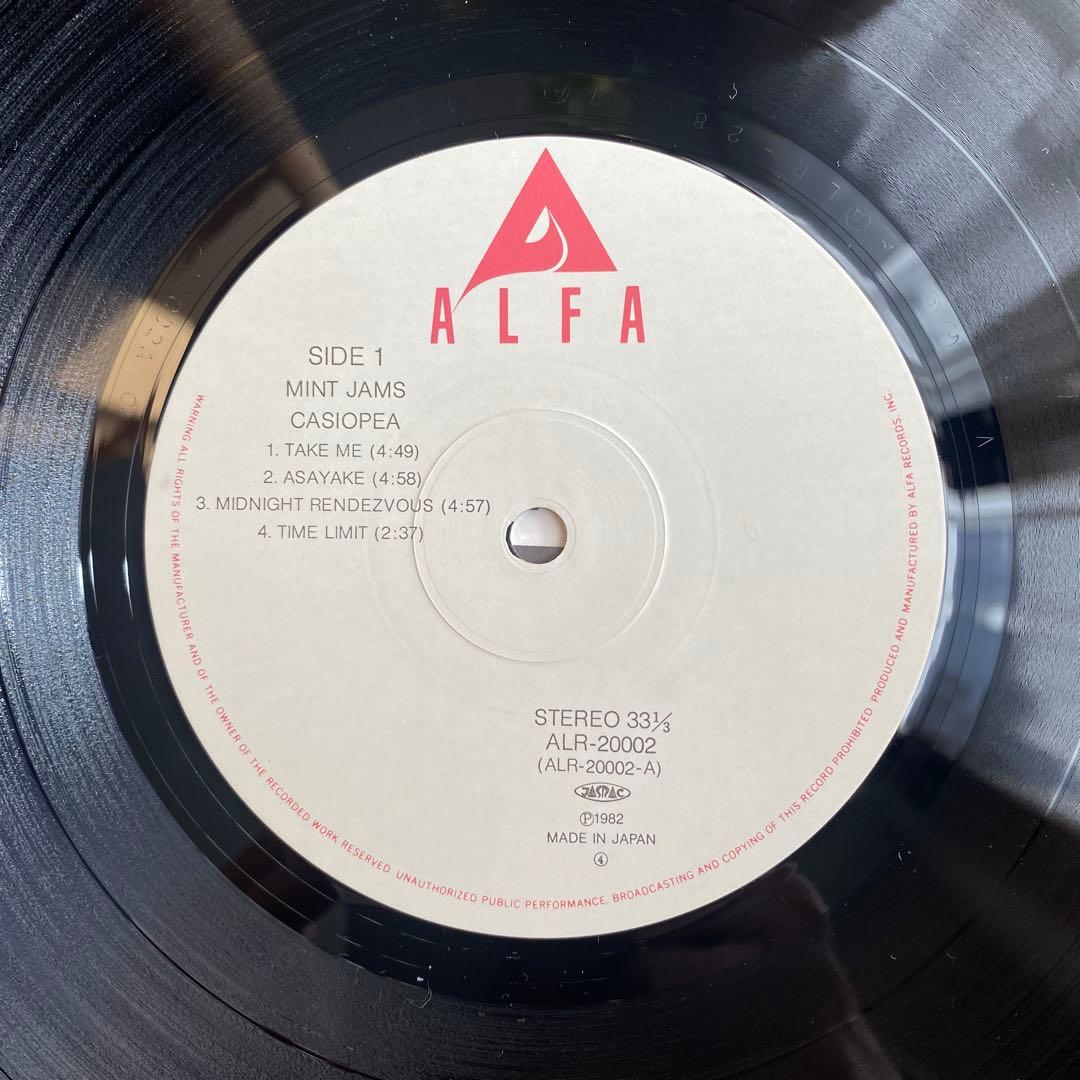 ALFA
SIDE 1
MINT JAMS
CASIOPEA
1. TAKE ME (4:49)
2. ASAYAKE (4:58)
3. MIDNIGHT RENDEZVOUS (4:57)
4. TIME LIMIT (2:37)
STEREO 33⅓
ALR-20002
(ALR-20002-A)
JASRAC
Ⓟ1982
MADE IN JAPAN
④
WARNING ALL RIGHTS OF THE MANUFACTURER AND OF THE OWNER OF THE RECORDED WORK RESERVED. UNAUTHORIZED PUBLIC PERFORMANCE. BROADCASTING AND COPYING OF THIS RECORD PROHIBITED. PRODUCED AND MANUFACTURED BY ALFA RECORDS, INC.